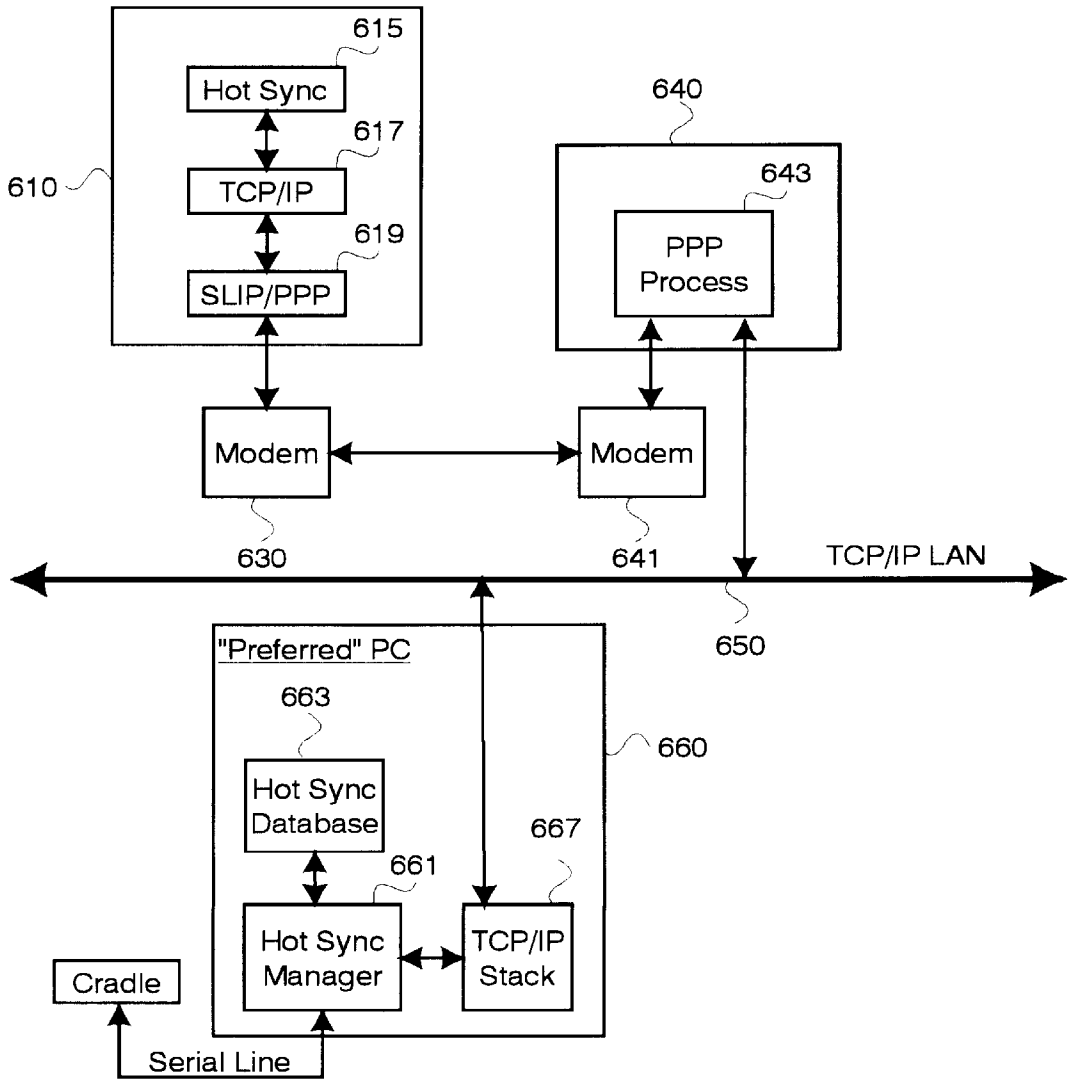 615
Hot Sync
640
617
643
610
TCP/IP
PPP
Process
619
SLIP/PPP
Modem
Modem
630
641
TCP/IP LAN
650
"Preferred" PC
663
660
Hot Sync
Database
667
661
Hot Sync
Manager
TCP/IP
Stack
Cradle
Serial Line